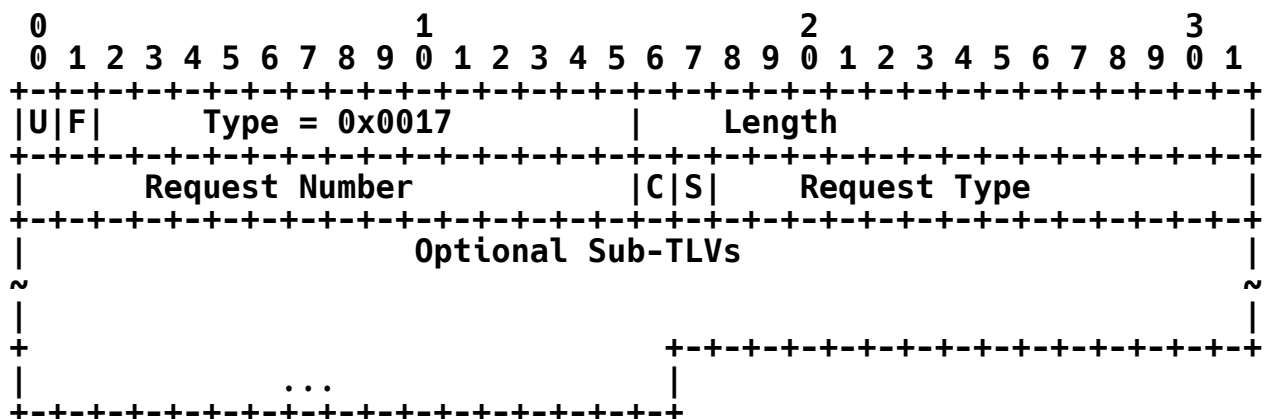 0                   1                   2                   3
 0 1 2 3 4 5 6 7 8 9 0 1 2 3 4 5 6 7 8 9 0 1 2 3 4 5 6 7 8 9 0 1
+-+-+-+-+-+-+-+-+-+-+-+-+-+-+-+-+-+-+-+-+-+-+-+-+-+-+-+-+-+-+-+-+
|U|F|     Type = 0x0017         |    Length                     |
+-+-+-+-+-+-+-+-+-+-+-+-+-+-+-+-+-+-+-+-+-+-+-+-+-+-+-+-+-+-+-+-+
|      Request Number           |C|S|    Request Type           |
+-+-+-+-+-+-+-+-+-+-+-+-+-+-+-+-+-+-+-+-+-+-+-+-+-+-+-+-+-+-+-+-+
|                    Optional Sub-TLVs                          |
~                                                               ~
|                                                               |
+                                 +-+-+-+-+-+-+-+-+-+-+-+-+-+-+-+
|             ...                 |
+-+-+-+-+-+-+-+-+-+-+-+-+-+-+-+-+-+